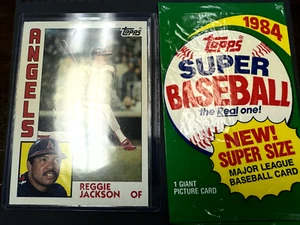 ANGELS
Topps
REGGIE
JACKSON OF
1984
Topps
SUPER
BASEBALL
the Real one!
NEW!
SUPER SIZE
MAJOR LEAGUE
BASEBALL CARD
1 GIANT
PICTURE CARD